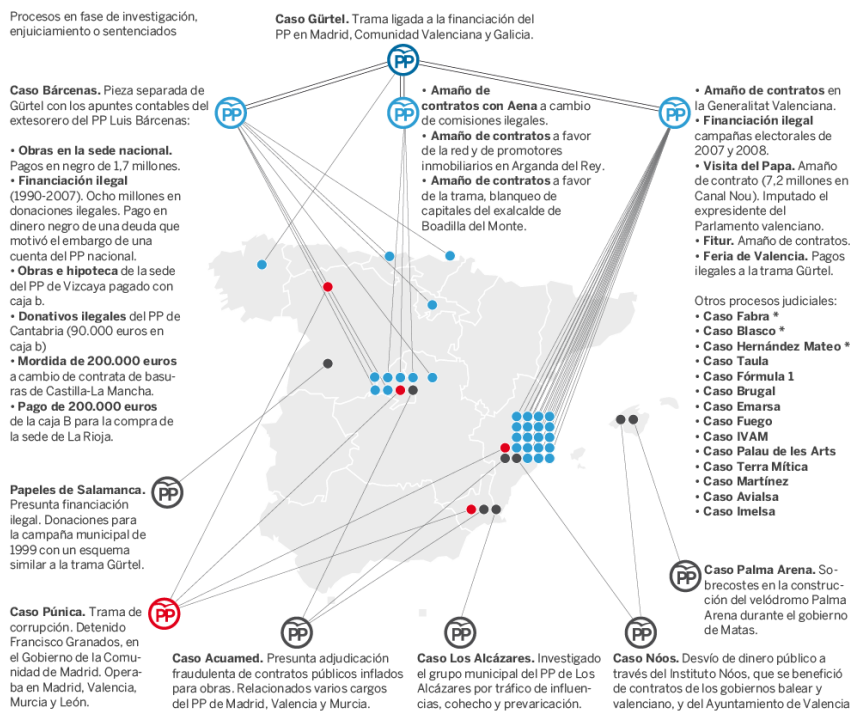 Procesos en fase de investigación,
enjuiciamiento o sentenciados
Caso Gürtel. Trama ligada a la financiación del
PP en Madrid, Comunidad Valenciana y Galicia.
PP
Caso Bárcenas. Pieza separada de
Gürtel con los apuntes contables del
extesorero del PP Luis Bárcenas:
• Obras en la sede nacional.
Pagos en negro de 1,7 millones.
• Financiación ilegal
(1990-2007). Ocho millones en
donaciones ilegales. Pago en
dinero negro de una deuda que
motivó el embargo de una
cuenta del PP nacional.
• Obras e hipoteca de la sede
del PP de Vizcaya pagado con
caja b.
• Donativos ilegales del PP de
Cantabria (90.000 euros en
caja b)
• Mordida de 200.000 euros
a cambio de contrata de basu-
ras de Castilla-La Mancha.
• Pago de 200.000 euros
de la caja B para la compra de
la sede de La Rioja.
PP
• Amaño de
contratos con Aena a cambio
de comisiones ilegales.
• Amaño de contratos a favor
de la red y de promotores
inmobiliarios en Arganda del Rey.
• Amaño de contratos a favor
de la trama, blanqueo de
capitales del exalcalde de
Boadilla del Monte.
PP
• Amaño de contratos en
la Generalitat Valenciana.
• Financiación ilegal
campañas electorales de
2007 y 2008.
• Visita del Papa. Amaño
de contrato (7,2 millones en
Canal Nou). Imputado el
expresidente del
Parlamento valenciano.
• Fitur. Amaño de contratos.
• Feria de Valencia. Pagos
ilegales a la trama Gürtel.
PP
Otros procesos judiciales:
• Caso Fabra *
• Caso Blasco *
• Caso Hernández Mateo *
• Caso Taula
• Caso Fórmula 1
• Caso Brugal
• Caso Emarsa
• Caso Fuego
• Caso IVAM
• Caso Palau de les Arts
• Caso Terra Mítica
• Caso Martínez
• Caso Avialsa
• Caso Imelsa
Papeles de Salamanca.
Presunta financiación
ilegal. Donaciones para
la campaña municipal de
1999 con un esquema
similar a la trama Gürtel.
PP
Caso Púnica. Trama de
corrupción. Detenido
Francisco Granados, en
el Gobierno de la Comu-
nidad de Madrid. Opera-
ba en Madrid, Valencia,
Murcia y León.
PP
PP
Caso Acuamed. Presunta adjudicación
fraudulenta de contratos públicos inflados
para obras. Relacionados varios cargos
del PP de Madrid, Valencia y Murcia.
PP
Caso Los Alcázares. Investigado
el grupo municipal del PP de Los
Alcázares por tráfico de influen-
cias, cohecho y prevaricación.
PP
Caso Nóos. Desvío de dinero público a
través del Instituto Nóos, que se benefició
de contratos de los gobiernos balear y
valenciano, y del Ayuntamiento de Valencia
PP
Caso Palma Arena. So-
brecostes en la construc-
ción del velódromo Palma
Arena durante el gobierno
de Matas.